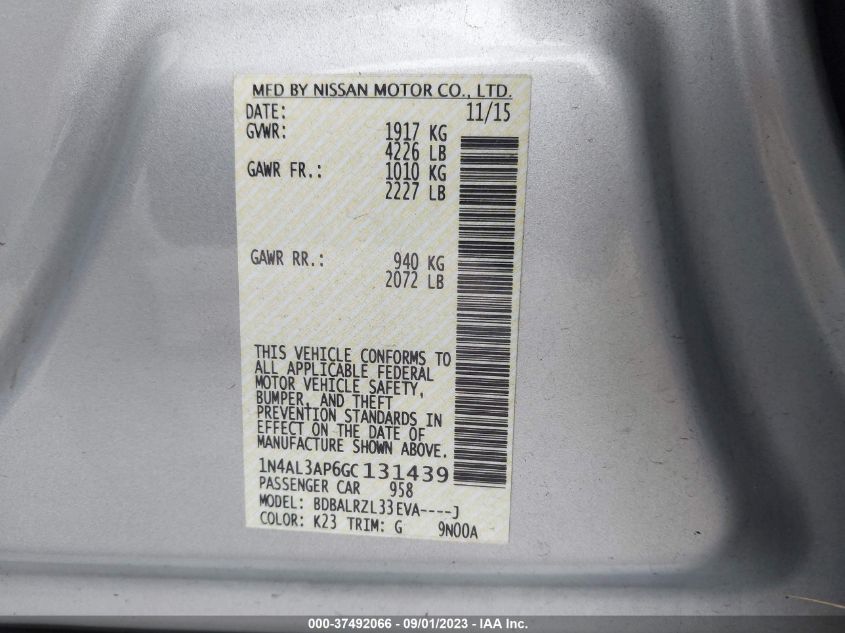 MFD BY NISSAN MOTOR CO., LTD.
DATE: 11/15
GVWR: 1917 KG
4226 LB
GAWR FR.: 1010 KG
2227 LB
GAWR RR.: 940 KG
2072 LB
THIS VEHICLE CONFORMS TO
ALL APPLICABLE FEDERAL
MOTOR VEHICLE SAFETY,
BUMPER, AND THEFT
PREVENTION STANDARDS IN
EFFECT ON THE DATE OF
MANUFACTURE SHOWN ABOVE.
1N4AL3AP6GC131439
PASSENGER CAR 958
MODEL: BDBALRZL33EVA----J
COLOR: K23 TRIM: G 9N00A
000-37492066 - 09/01/2023 - IAA Inc.